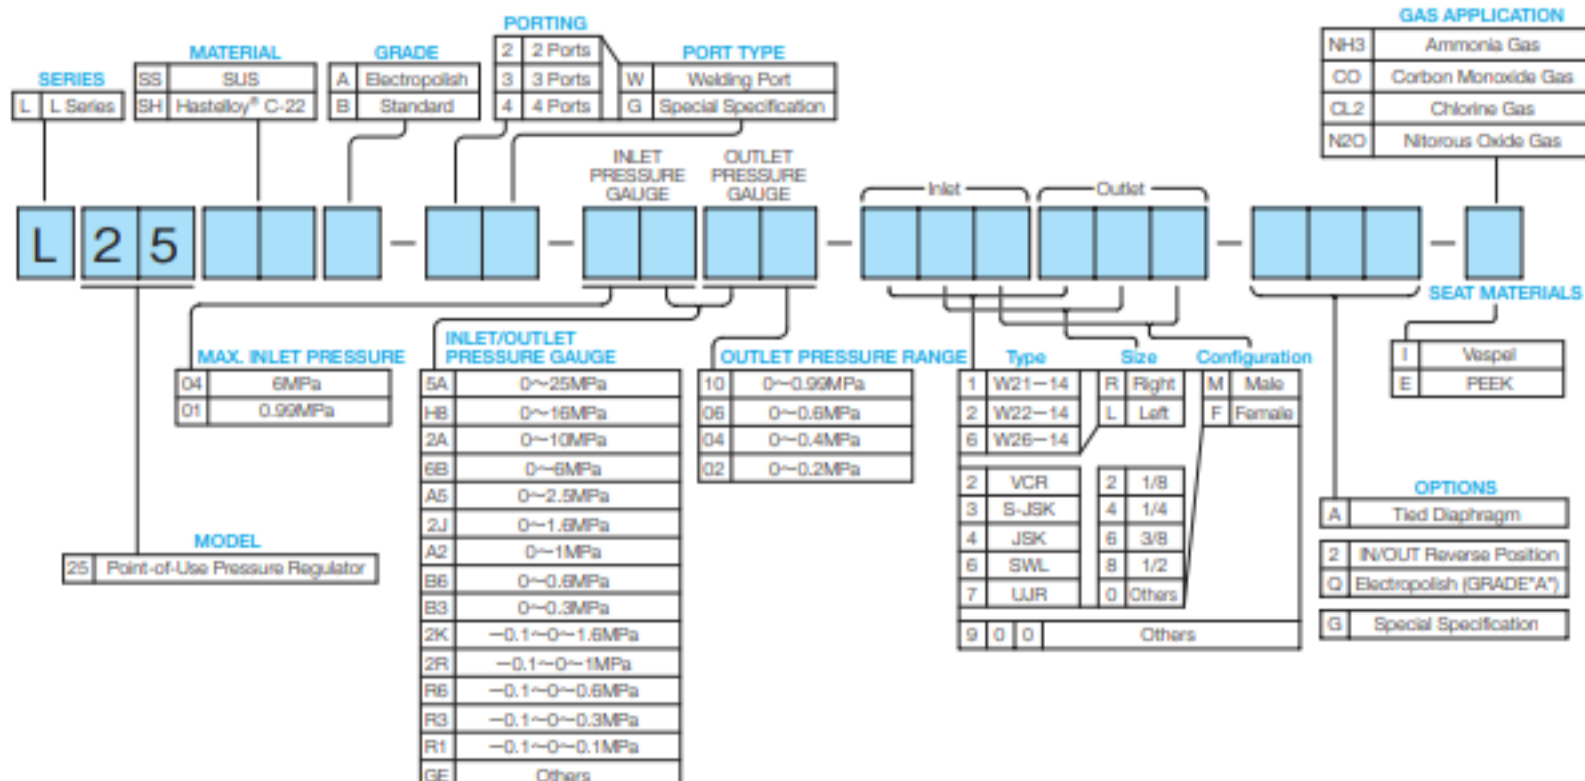 PORTING
2 2 Ports
3 3 Ports
4 4 Ports
GAS APPLICATION
NH3 Ammonia Gas
CO Corbon Monoxide Gas
CL2 Chlorine Gas
N2O Nitorous Oxide Gas
SERIES
L L Series
MATERIAL
SS SUS
SH Hastelloy® C-22
GRADE
A Electropolish
B Standard
PORT TYPE
W Welding Port
G Special Specification
INLET
PRESSURE
GAUGE
OUTLET
PRESSURE
GAUGE
Inlet
Outlet
L 2 5 — — — — —
MAX. INLET PRESSURE
04 6MPa
01 0.99MPa
INLET/OUTLET
PRESSURE GAUGE
5A 0~25MPa
H8 0~16MPa
2A 0~10MPa
6B 0~6MPa
A5 0~2.5MPa
2J 0~1.6MPa
A2 0~1MPa
B6 0~0.6MPa
B3 0~0.3MPa
2K −0.1~0~1.6MPa
2R −0.1~0~1MPa
R6 −0.1~0~0.6MPa
R3 −0.1~0~0.3MPa
R1 −0.1~0~0.1MPa
GE Others
OUTLET PRESSURE RANGE
10 0~0.99MPa
06 0~0.6MPa
04 0~0.4MPa
02 0~0.2MPa
Type Size Configuration
1 W21−14 R Right M Male
2 W22−14 L Left F Female
6 W26−14
2 VCR 2 1/8
3 S-JSK 4 1/4
4 JSK 6 3/8
6 SWL 8 1/2
7 UJR 0 Others
9 0 0 Others
SEAT MATERIALS
I Vespel
E PEEK
OPTIONS
A Tied Diaphragm
2 IN/OUT Reverse Position
Q Electropolish (GRADE"A")
G Special Specification
MODEL
25 Point-of-Use Pressure Regulator